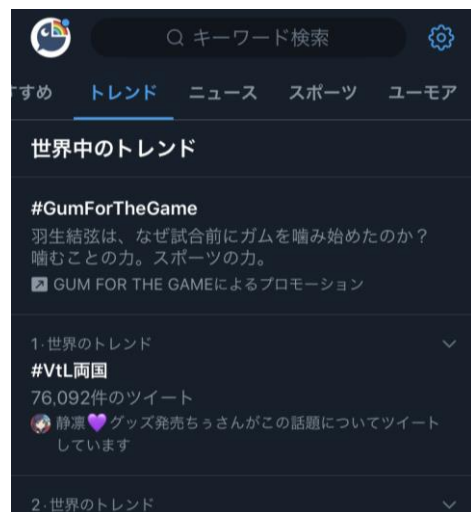 キーワード検索
すすめ トレンド ニュース スポーツ ユーモア
世界中のトレンド
#GumForTheGame
羽生結弦は、なぜ試合前にガムを噛み始めたのか?
噛むことの力。スポーツの力。
GUM FOR THE GAMEによるプロモーション
1·世界のトレンド
#VtL両国
76,092件のツイート
静凛💜グッズ発売ちぅさんがこの話題についてツイート
しています
2·世界のトレンド